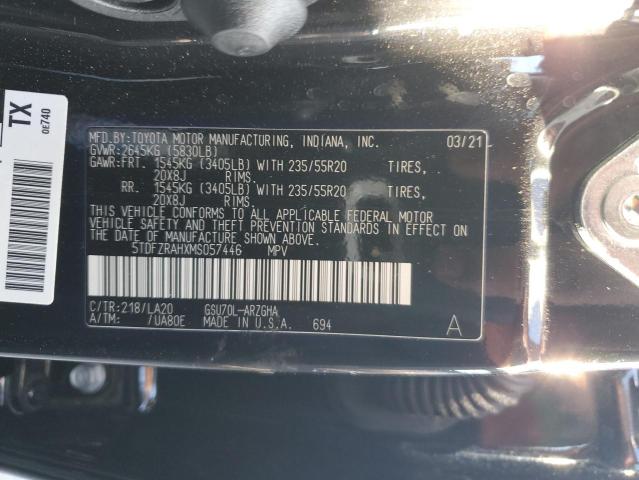 MFD.BY:TOYOTA MOTOR MANUFACTURING, INDIANA, INC. 03/21
GVWR:2645KG (5830LB)
GAWR:FRT. 1545KG (3405LB) WITH 235/55R20 TIRES,
20X8J RIMS.
RR. 1545KG (3405LB) WITH 235/55R20 TIRES,
20X8J RIMS.
THIS VEHICLE CONFORMS TO ALL APPLICABLE FEDERAL MOTOR
VEHICLE SAFETY AND THEFT PREVENTION STANDARDS IN EFFECT ON
THE DATE OF MANUFACTURE SHOWN ABOVE.
5TDFZRAHXMS057446 MPV
C/TR:218/LA20 GSU70L-ARZGHA
A/TM: /UA80E MADE IN U.S.A. 694 A
TX
0E740